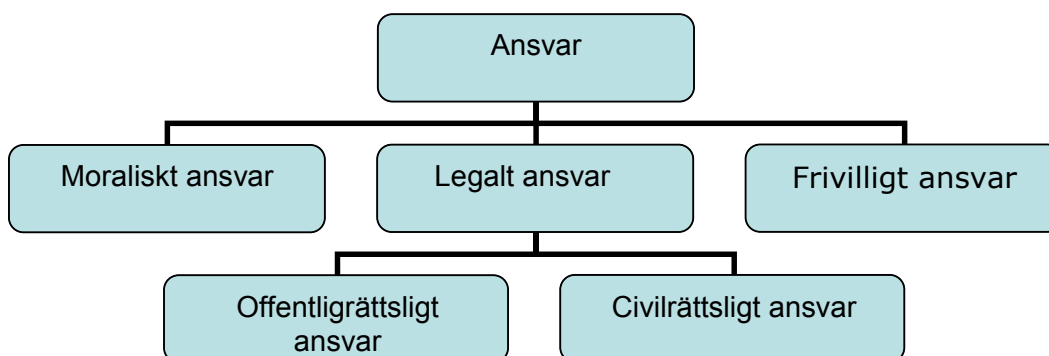 Ansvar
Moraliskt ansvar
Legalt ansvar
Frivilligt ansvar
Offentligrättsligt
ansvar
Civilrättsligt ansvar